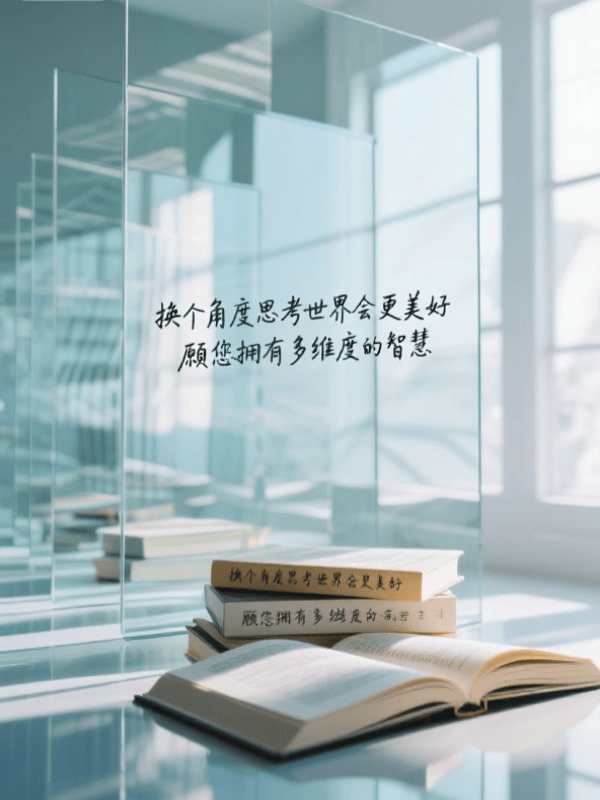 换个角度思考世界会更美好
愿您拥有多维度的智慧
换个角度思考世界会更美好
愿您拥有多维度的